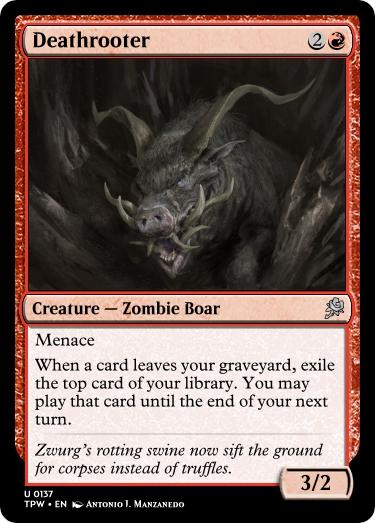 Deathrooter 2
Creature — Zombie Boar
Menace
When a card leaves your graveyard, exile
the top card of your library. You may
play that card until the end of your next
turn.
Zwurg's rotting swine now sift the ground
for corpses instead of truffles.
3/2
U 0137
TPW • EN Antonio J. Manzanedo